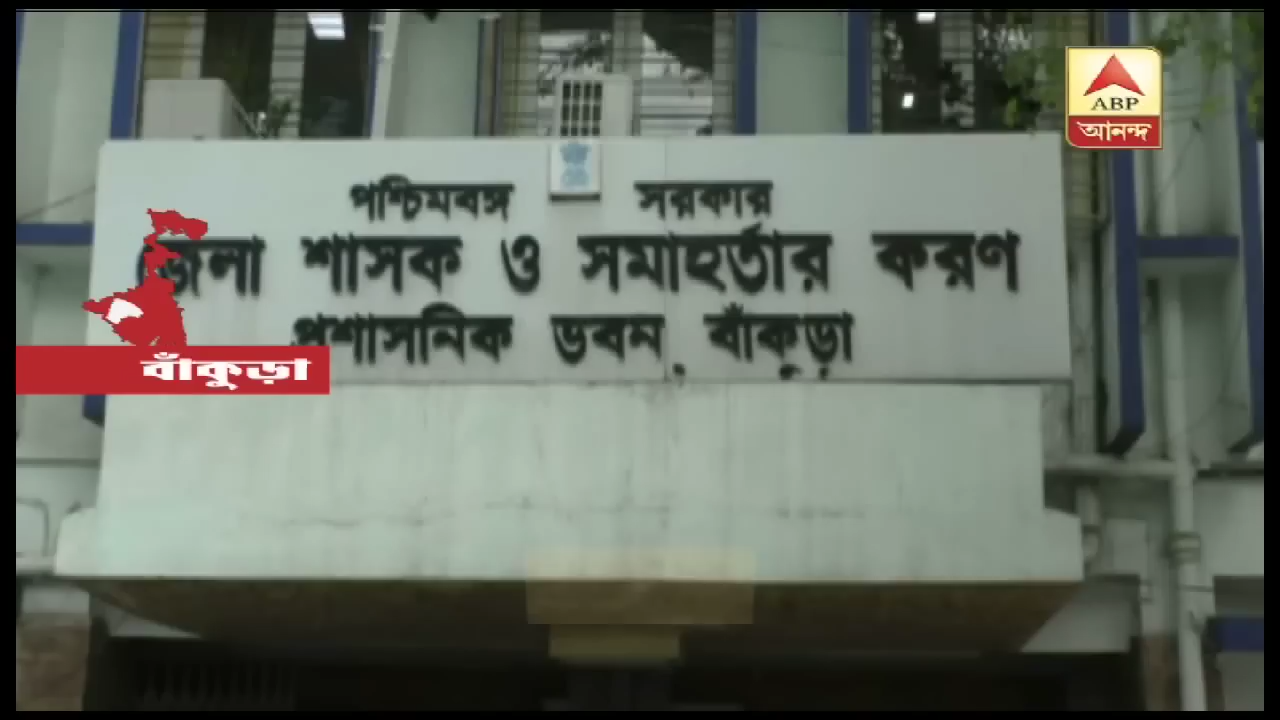 ABP
আনন্দ
পশ্চিমবঙ্গ সরকার
জেলা শাসক ও সমাহর্তার করণ
প্রশাসনিক ভবন, বাঁকুড়া
বাঁকুড়া